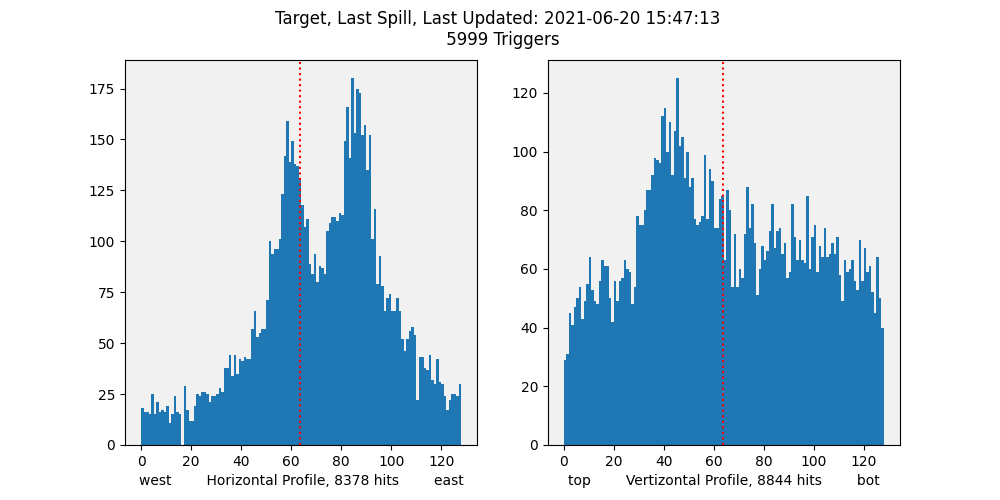 Target, Last Spill, Last Updated: 2021-06-20 15:47:13
5999 Triggers
175
150
125
100
75
50
25
0
0 20 40 60 80 100 120
west Horizontal Profile, 8378 hits east
120
100
80
60
40
20
0
0 20 40 60 80 100 120
top Vertizontal Profile, 8844 hits bot